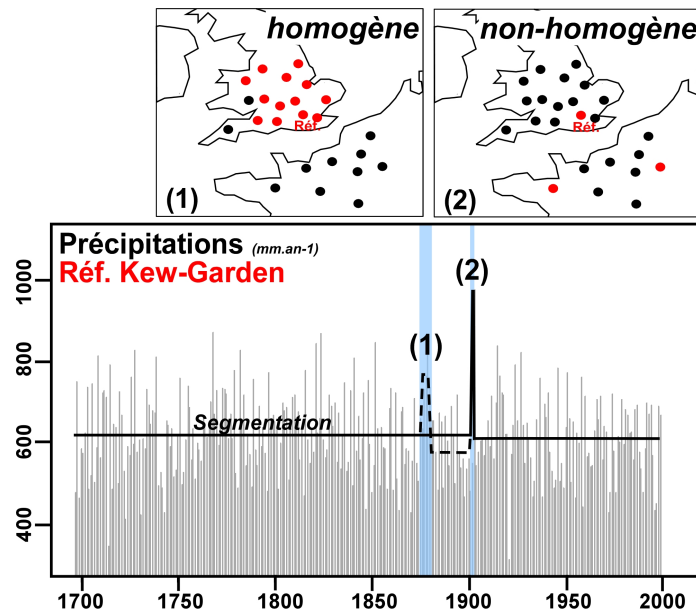 homogène
Réf.
(1)
non-homogène
Réf.
(2)
Précipitations (mm.an-1)
Réf. Kew-Garden
(1)
(2)
Segmentation
1000
800
600
400
1700 1750 1800 1850 1900 1950 2000